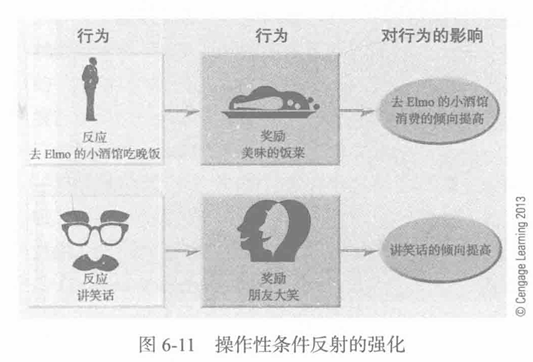 行为
行为
对行为的影响
反应
去 Elmo 的小酒馆吃晚饭
奖励
美味的饭菜
去 Elmo 的小酒馆
消费的倾向提高
反应
讲笑话
奖励
朋友大笑
讲笑话的倾向提高
© Cengage Learning 2013
图 6-11 操作性条件反射的强化